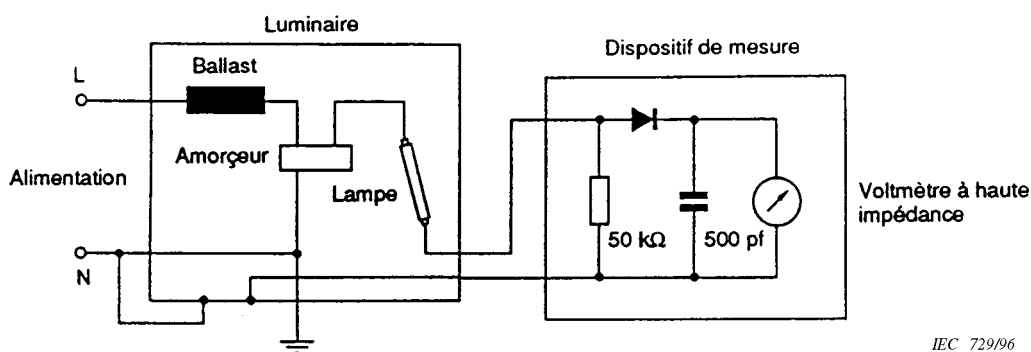 Luminaire
Dispositif de mesure
L
Ballast
Amorçeur
Lampe
Alimentation
N
50 kΩ
500 pf
Voltmètre à haute
impédance
IEC 729/96